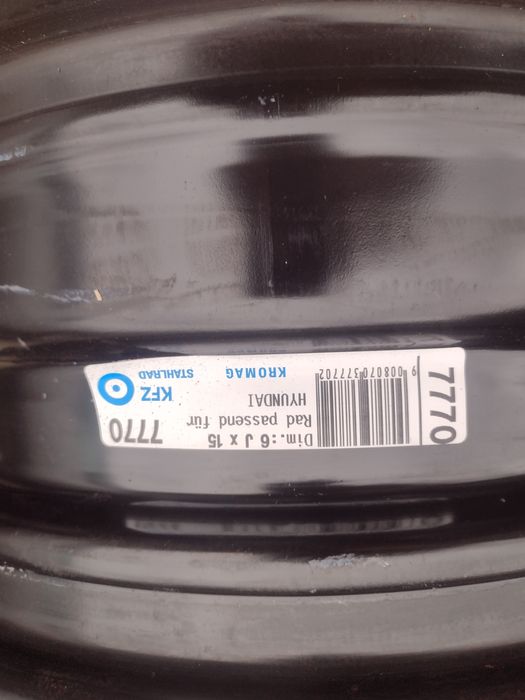 7770
Dim.: 6 J x 15
Rad passend für
HYUNDAI
9 008070 377702
7770
KFZ
STAHLRAD
KROMAG